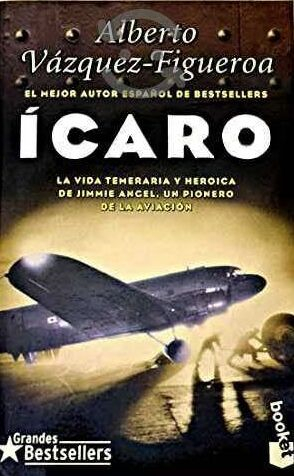 Alberto
Vázquez-Figueroa
EL MEJOR AUTOR ESPAÑOL DE BESTSELLERS
ÍCARO
LA VIDA TEMERARIA Y HEROICA
DE JIMMIE ANGEL, UN PIONERO
DE LA AVIACIÓN
Grandes
Bestsellers
booket